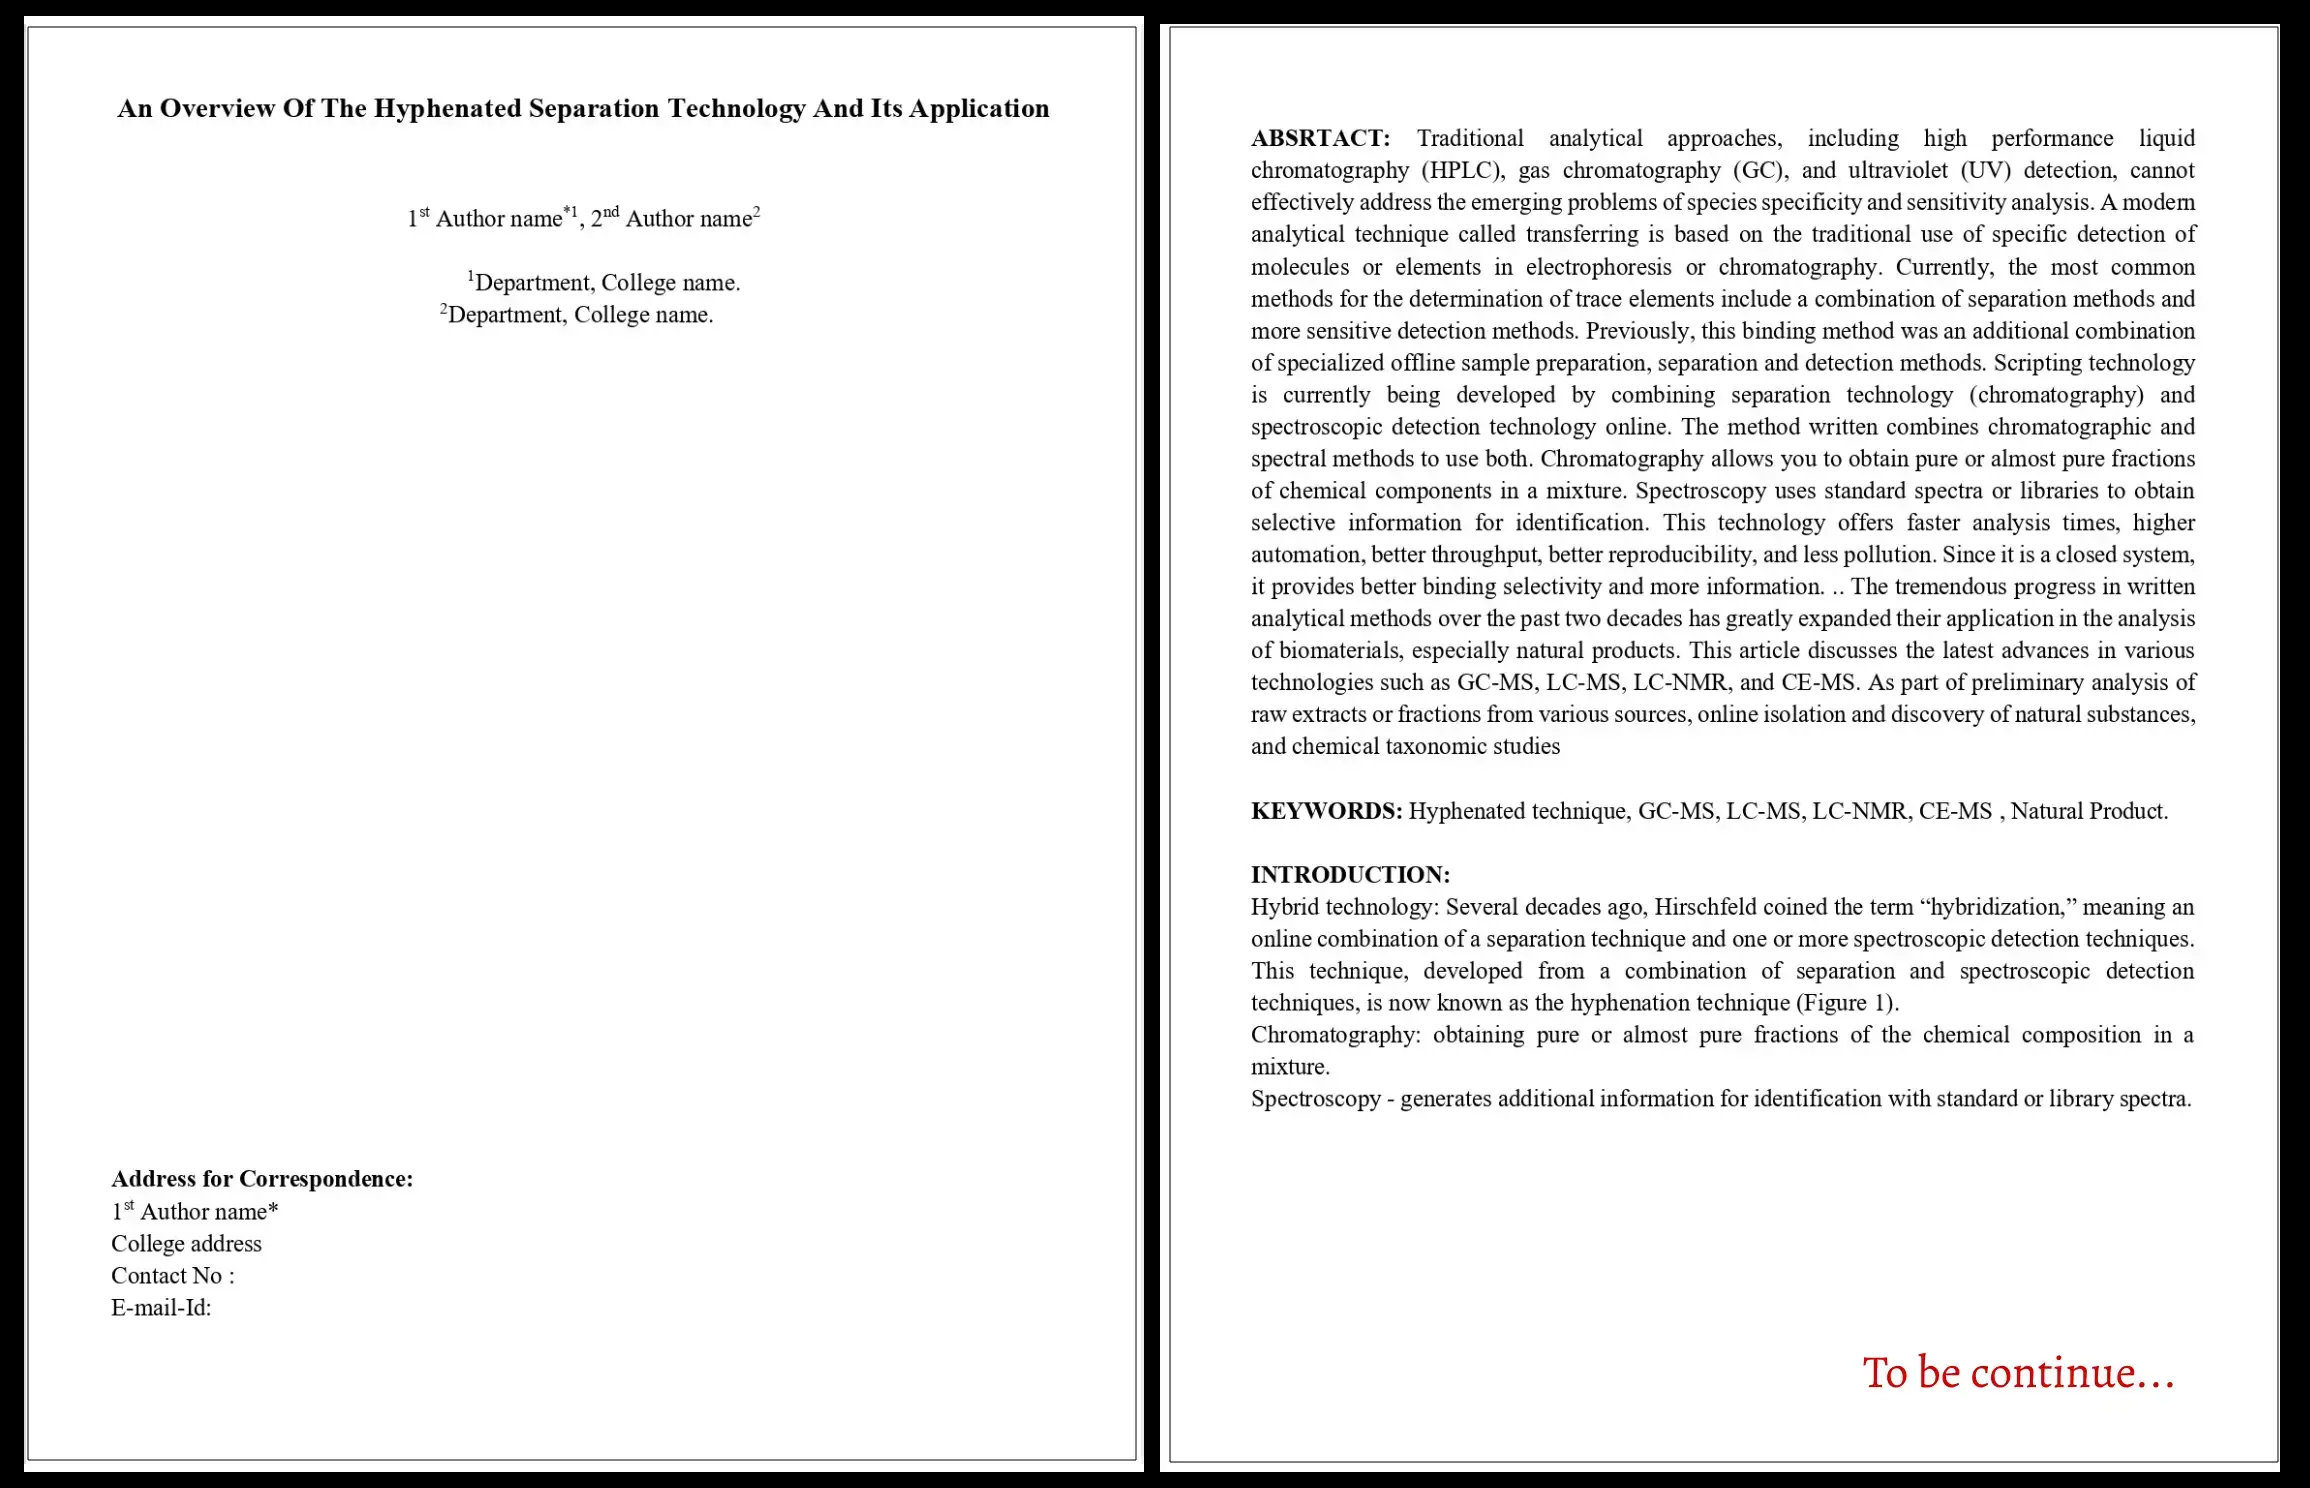 An Overview Of The Hyphenated Separation Technology And Its Application
1st Author name*1, 2nd Author name2
1Department, College name.
2Department, College name.
Address for Correspondence:
1st Author name*
College address
Contact No :
E-mail-Id:
ABSRTACT: Traditional analytical approaches, including high performance liquid
chromatography (HPLC), gas chromatography (GC), and ultraviolet (UV) detection, cannot
effectively address the emerging problems of species specificity and sensitivity analysis. A modern
analytical technique called transferring is based on the traditional use of specific detection of
molecules or elements in electrophoresis or chromatography. Currently, the most common
methods for the determination of trace elements include a combination of separation methods and
more sensitive detection methods. Previously, this binding method was an additional combination
of specialized offline sample preparation, separation and detection methods. Scripting technology
is currently being developed by combining separation technology (chromatography) and
spectroscopic detection technology online. The method written combines chromatographic and
spectral methods to use both. Chromatography allows you to obtain pure or almost pure fractions
of chemical components in a mixture. Spectroscopy uses standard spectra or libraries to obtain
selective information for identification. This technology offers faster analysis times, higher
automation, better throughput, better reproducibility, and less pollution. Since it is a closed system,
it provides better binding selectivity and more information. .. The tremendous progress in written
analytical methods over the past two decades has greatly expanded their application in the analysis
of biomaterials, especially natural products. This article discusses the latest advances in various
technologies such as GC-MS, LC-MS, LC-NMR, and CE-MS. As part of preliminary analysis of
raw extracts or fractions from various sources, online isolation and discovery of natural substances,
and chemical taxonomic studies
KEYWORDS: Hyphenated technique, GC-MS, LC-MS, LC-NMR, CE-MS , Natural Product.
INTRODUCTION:
Hybrid technology: Several decades ago, Hirschfeld coined the term “hybridization,” meaning an
online combination of a separation technique and one or more spectroscopic detection techniques.
This technique, developed from a combination of separation and spectroscopic detection
techniques, is now known as the hyphenation technique (Figure 1).
Chromatography: obtaining pure or almost pure fractions of the chemical composition in a
mixture.
Spectroscopy - generates additional information for identification with standard or library spectra.
To be continue...